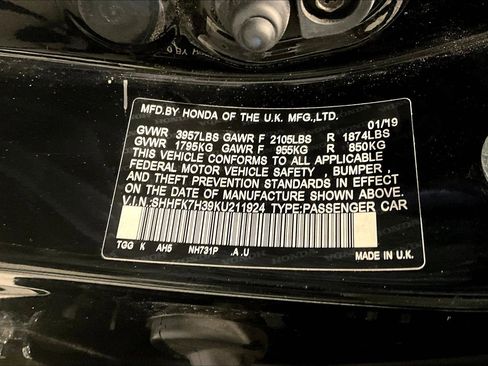 MFD.BY HONDA OF THE U.K. MFG.,LTD. 01/19
GVWR 3957LBS GAWR F 2105LBS R 1874LBS
GVWR 1795KG GAWR F 955KG R 850KG
THIS VEHICLE CONFORMS TO ALL APPLICABLE
FEDERAL MOTOR VEHICLE SAFETY , BUMPER ,
AND THEFT PREVENTION STANDARDS IN EFFECT
ON THE DATE OF MANUFACTURE SHOWN ABOVE.
V.I.N.:SHHFK7H39KU211924 TYPE:PASSENGER CAR
TGG K AH5 NH731P .A.U MADE IN U.K.